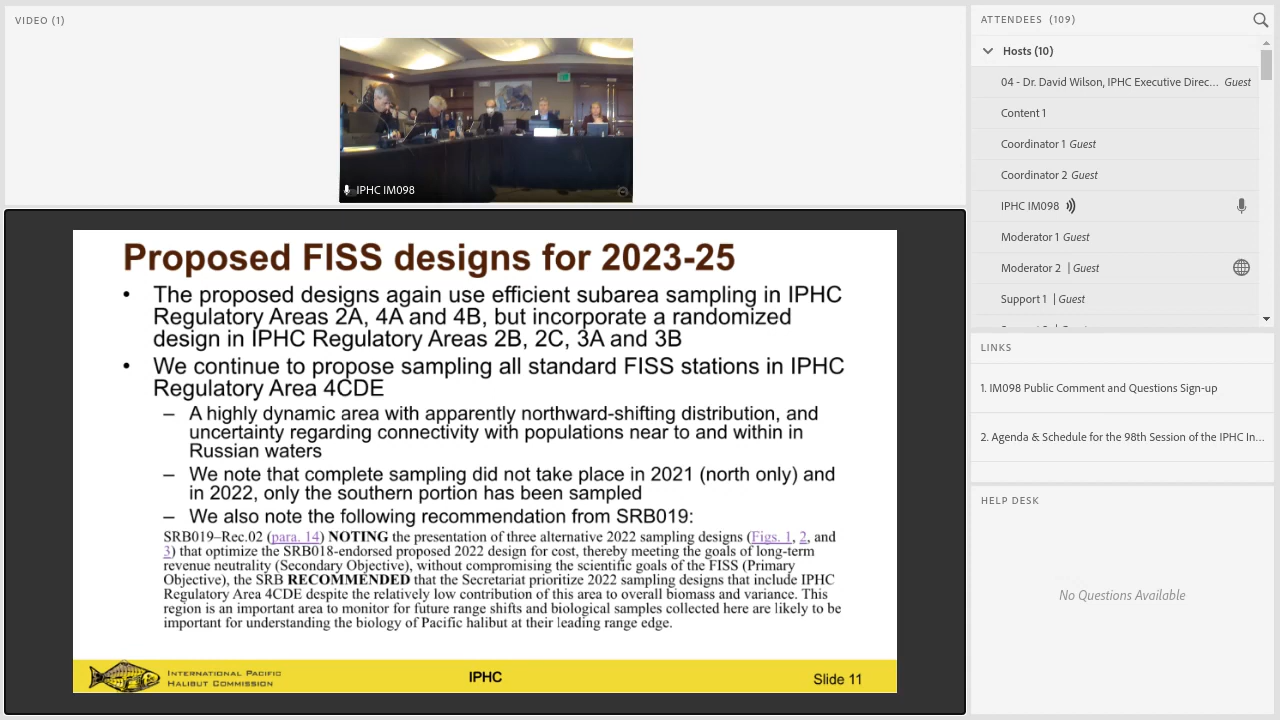 VIDEO (1)
IPHC IM098
Proposed FISS designs for 2023-25
• The proposed designs again use efficient subarea sampling in IPHC
Regulatory Areas 2A, 4A and 4B, but incorporate a randomized
design in IPHC Regulatory Areas 2B, 2C, 3A and 3B
• We continue to propose sampling all standard FISS stations in IPHC
Regulatory Area 4CDE
– A highly dynamic area with apparently northward-shifting distribution, and
uncertainty regarding connectivity with populations near to and within in
Russian waters
– We note that complete sampling did not take place in 2021 (north only) and
in 2022, only the southern portion has been sampled
– We also note the following recommendation from SRB019:
SRB019–Rec.02 (para. 14) NOTING the presentation of three alternative 2022 sampling designs (Figs. 1, 2, and
3) that optimize the SRB018-endorsed proposed 2022 design for cost, thereby meeting the goals of long-term
revenue neutrality (Secondary Objective), without compromising the scientific goals of the FISS (Primary
Objective), the SRB RECOMMENDED that the Secretariat prioritize 2022 sampling designs that include IPHC
Regulatory Area 4CDE despite the relatively low contribution of this area to overall biomass and variance. This
region is an important area to monitor for future range shifts and biological samples collected here are likely to be
important for understanding the biology of Pacific halibut at their leading range edge.
INTERNATIONAL PACIFIC
HALIBUT COMMISSION
IPHC
Slide 11
ATTENDEES (109)
Hosts (10)
04 - Dr. David Wilson, IPHC Executive Direc... Guest
Content 1
Coordinator 1 Guest
Coordinator 2 Guest
IPHC IM098
Moderator 1 Guest
Moderator 2 | Guest
Support 1 | Guest
LINKS
1. IM098 Public Comment and Questions Sign-up
2. Agenda & Schedule for the 98th Session of the IPHC In...
HELP DESK
No Questions Available